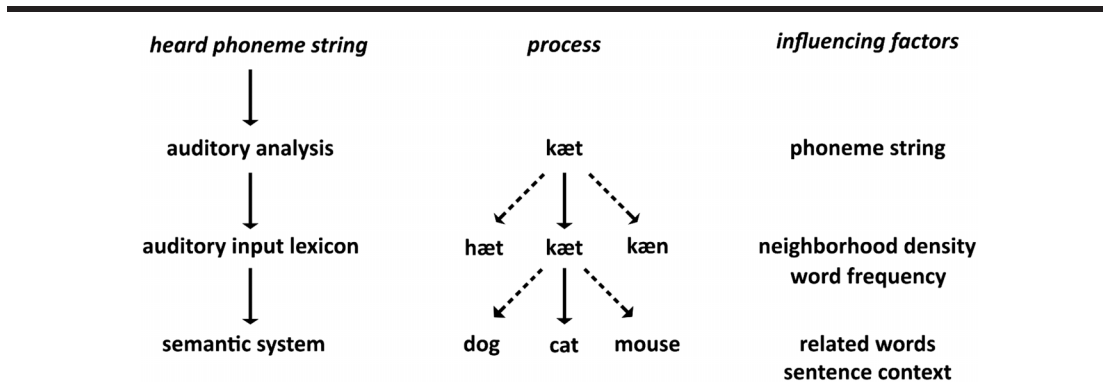 heard phoneme string process influencing factors
auditory analysis kæt phoneme string
auditory input lexicon hæt kæt kæn neighborhood density
word frequency
semantic system dog cat mouse related words
sentence context